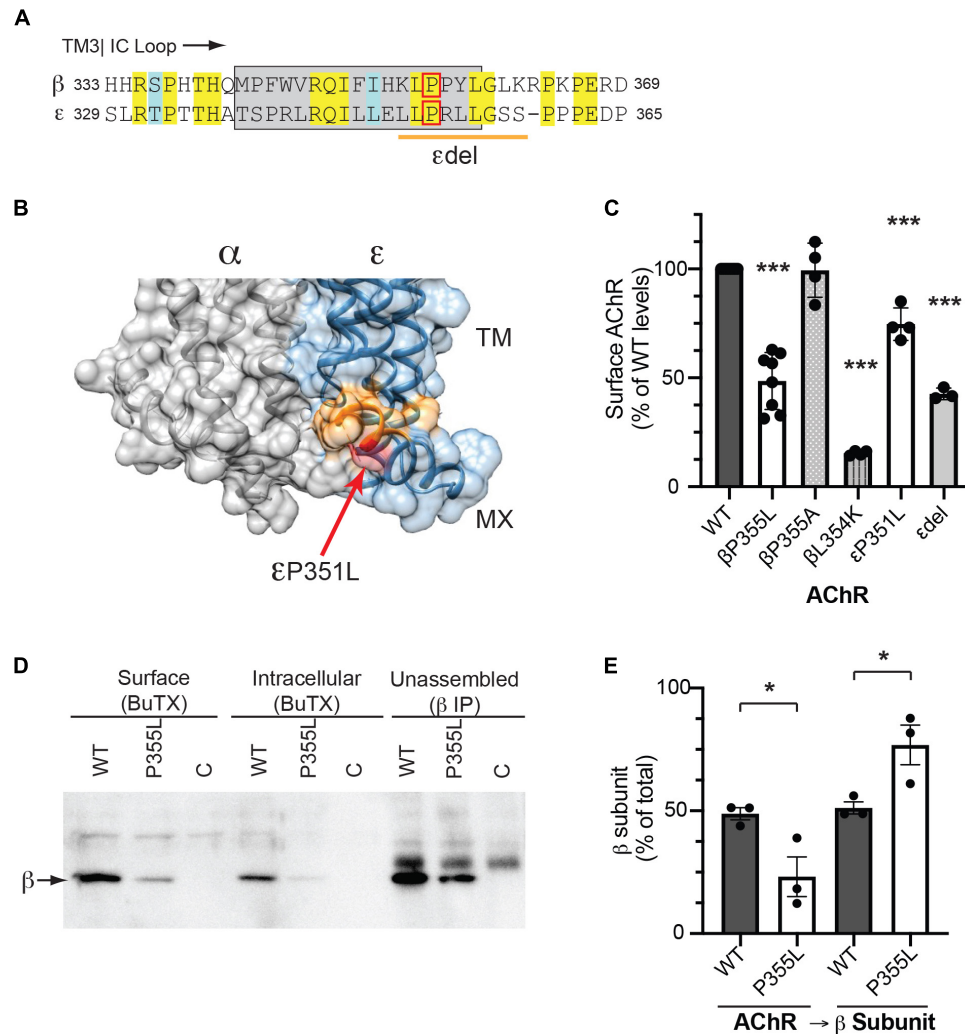 A
TM3| IC Loop →
β 333 HHRSPHTHQMPFWVRQIFIHKLPPYLGLKRPKPERD 369
ε 329 SLRTPTTHATSPRLRQILLELLPRLLGSS-PPPEDP 365
εdel
B
α ε
TM
MX
εP351L
C
Surface AChR
(% of WT levels)
100
50
0
***
***
***
***
WT
βP355L
βP355A
βL354K
εP351L
εdel
AChR
D
Surface
(BuTX)
Intracellular
(BuTX)
Unassembled
(β IP)
WT P355L C WT P355L C WT P355L C
β→
E
β subunit
(% of total)
100
50
0
*
*
WT
P355L
WT
P355L
AChR → β Subunit